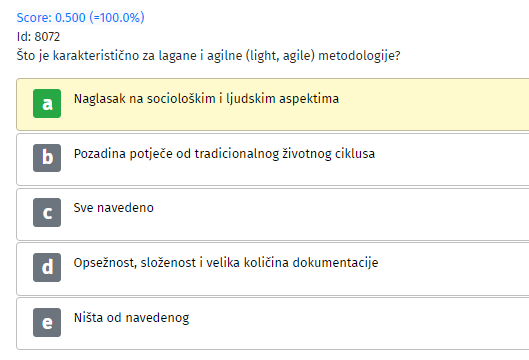 Score: 0.500 (=100.0%)
Id: 8072
Što je karakteristično za lagane i agilne (light, agile) metodologije?
a Naglasak na sociološkim i ljudskim aspektima
b Pozadina potječe od tradicionalnog životnog ciklusa
c Sve navedeno
d Opsežnost, složenost i velika količina dokumentacije
e Ništa od navedenog